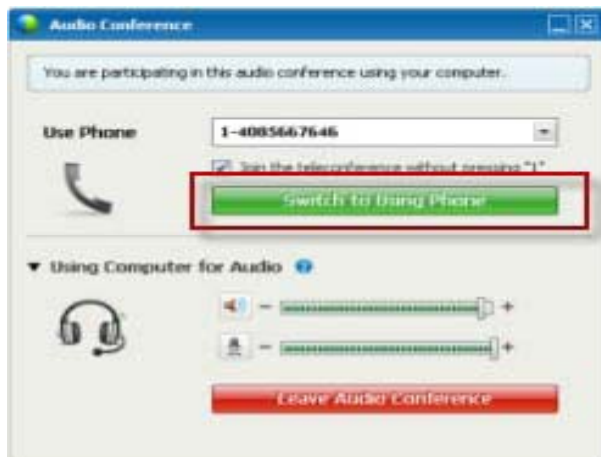 Audio Conference
You are participating in this audio conference using your computer.
Use Phone
1-4085667646
Join the teleconference without pressing "1"
Switch to Using Phone
Using Computer for Audio
Leave Audio Conference